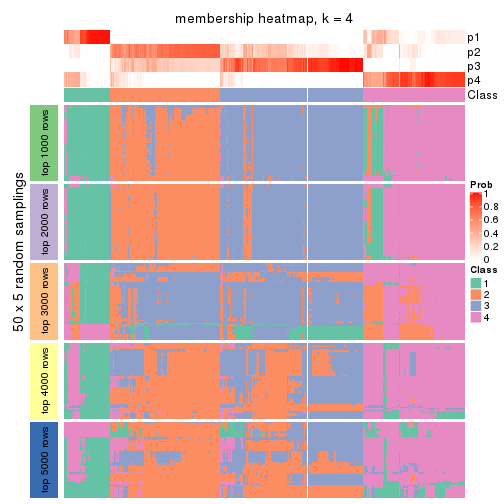 membership heatmap, k = 4
p1
p2
p3
p4
Class
50 x 5 random samplings
top 1000 rows
top 2000 rows
top 3000 rows
top 4000 rows
top 5000 rows
Prob
1
0.8
0.6
0.4
0.2
0
Class
1
2
3
4